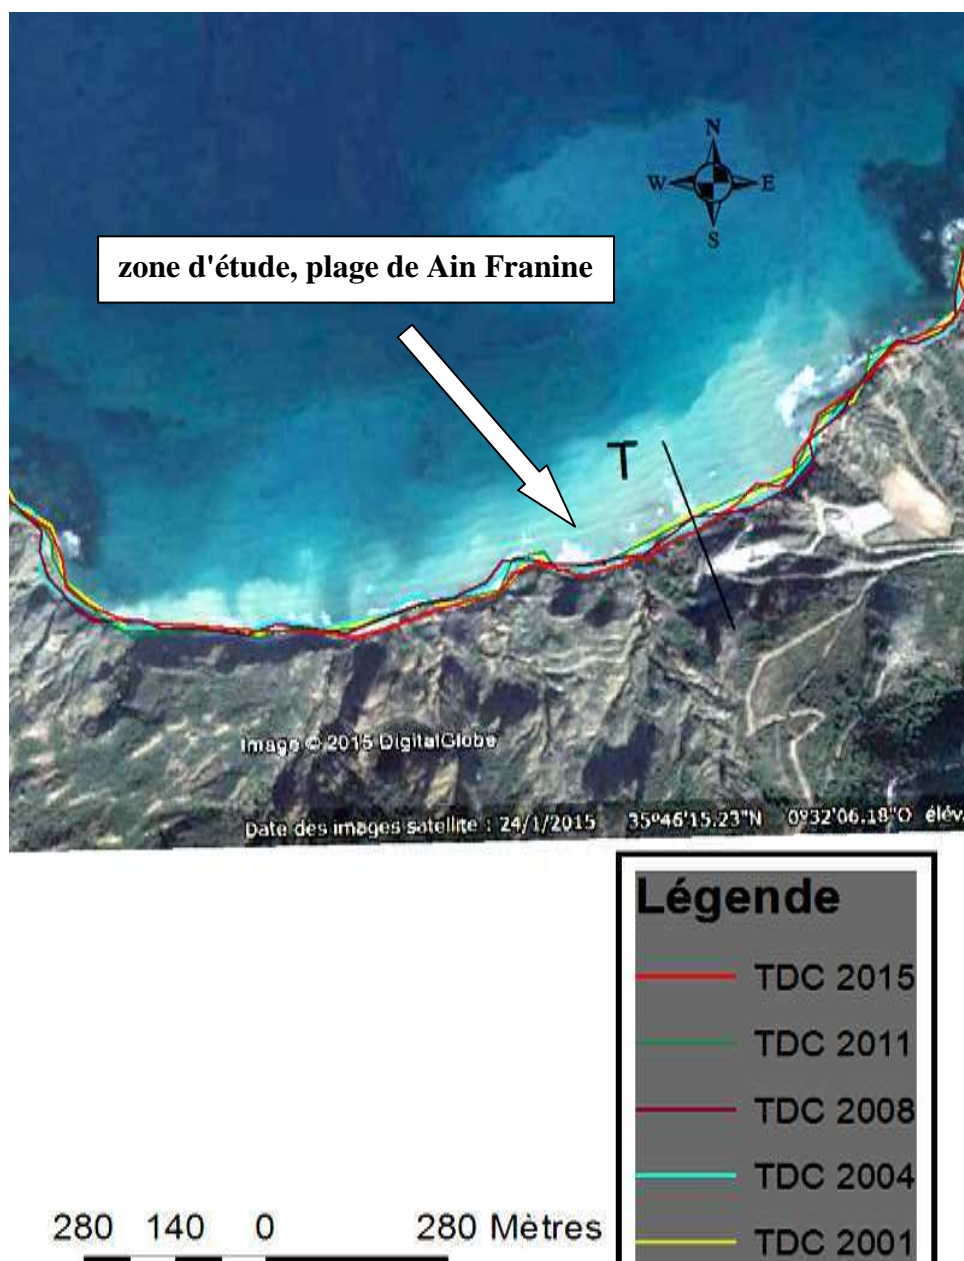 N
W E
S
zone d'étude, plage de Ain Franine
T
Image © 2015 DigitalGlobe
Date des images satellite : 24/1/2015 35°46'15.23"N 0°32'06.18"O élév.
Légende
TDC 2015
TDC 2011
TDC 2008
TDC 2004
TDC 2001
280 140 0 280 Mètres